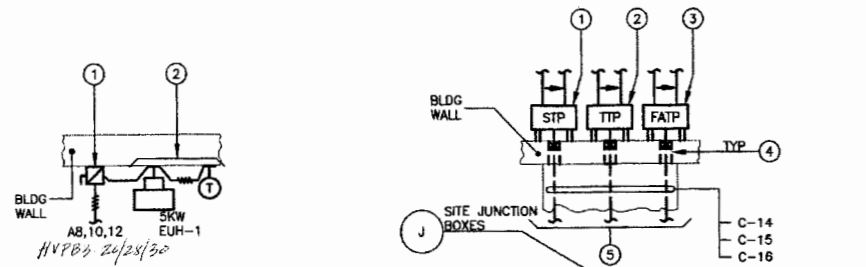 1
2
BLDG
WALL
A8,10,12
5KW
EUH-1
T
HVPB3-26/28/30
1
2
3
BLDG
WALL
STP
TTP
FATP
TYP
4
J
SITE JUNCTION
BOXES
5
C-14
C-15
C-16